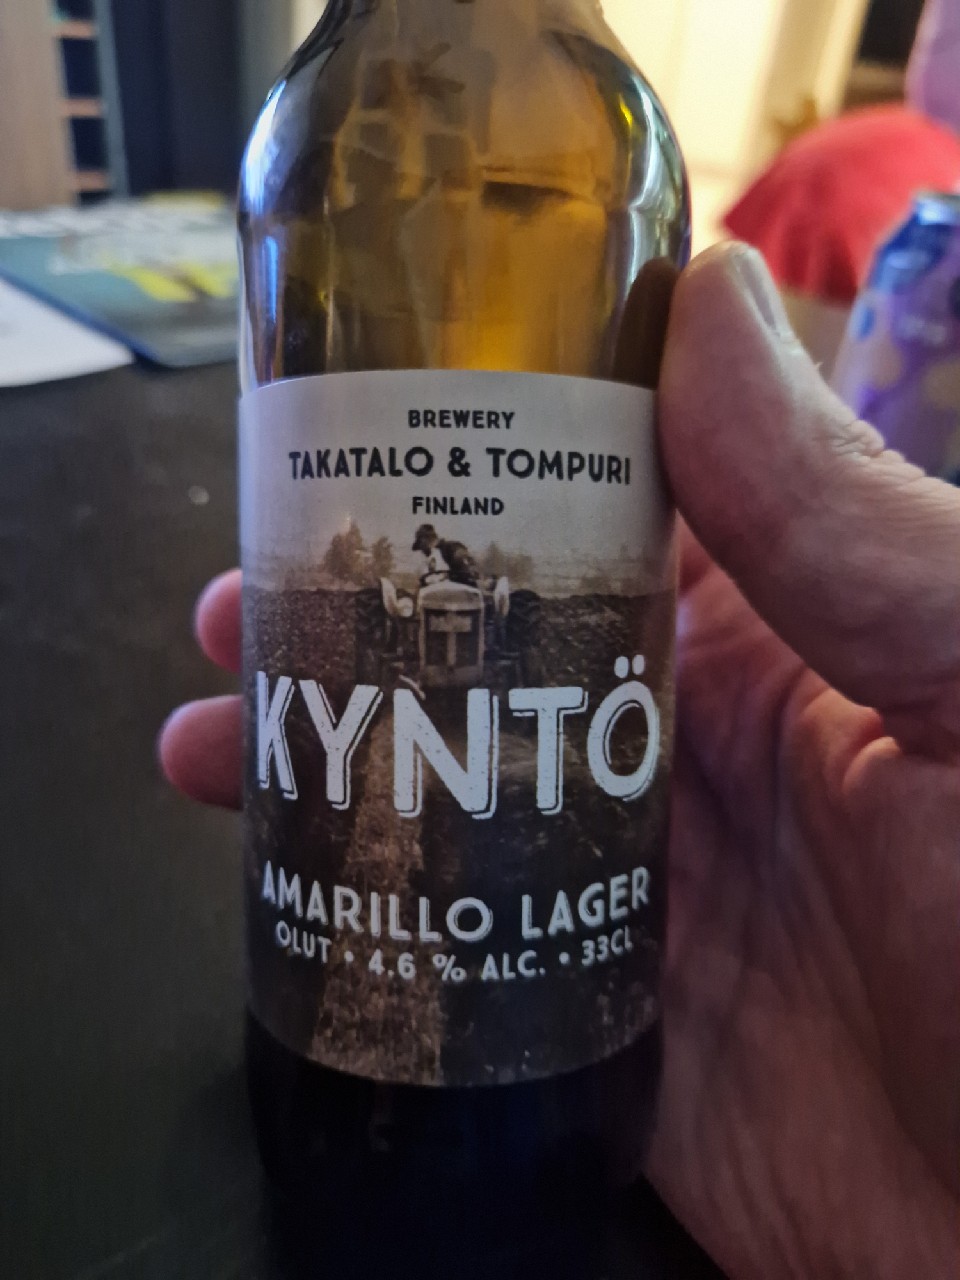 BREWERY
TAKATALO & TOMPURI
FINLAND
KYNTÖ
AMARILLO LAGER
OLUT • 4.6 % ALC. • 33CL